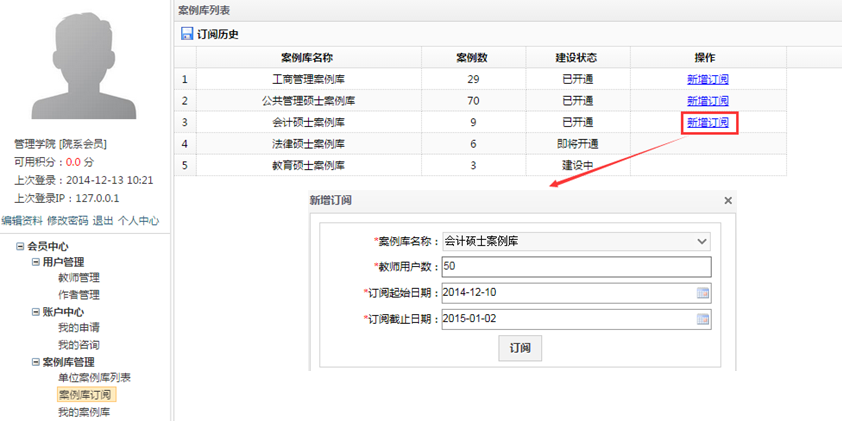 管理学院 [院系会员]
可用积分：0.0 分
上次登录：2014-12-13 10:21
上次登录IP：127.0.0.1
编辑资料 修改密码 退出 个人中心
会员中心
用户管理
教师管理
作者管理
账户中心
我的申请
我的咨询
案例库管理
单位案例库列表
案例库订阅
我的案例库
案例库列表
订阅历史
案例库名称 案例数 建设状态 操作
1 工商管理案例库 29 已开通 新增订阅
2 公共管理硕士案例库 70 已开通 新增订阅
3 会计硕士案例库 9 已开通 新增订阅
4 法律硕士案例库 6 即将开通
5 教育硕士案例库 3 建设中
新增订阅 ×
*案例库名称：会计硕士案例库
*教师用户数：50
*订阅起始日期：2014-12-10
*订阅截止日期：2015-01-02
订阅